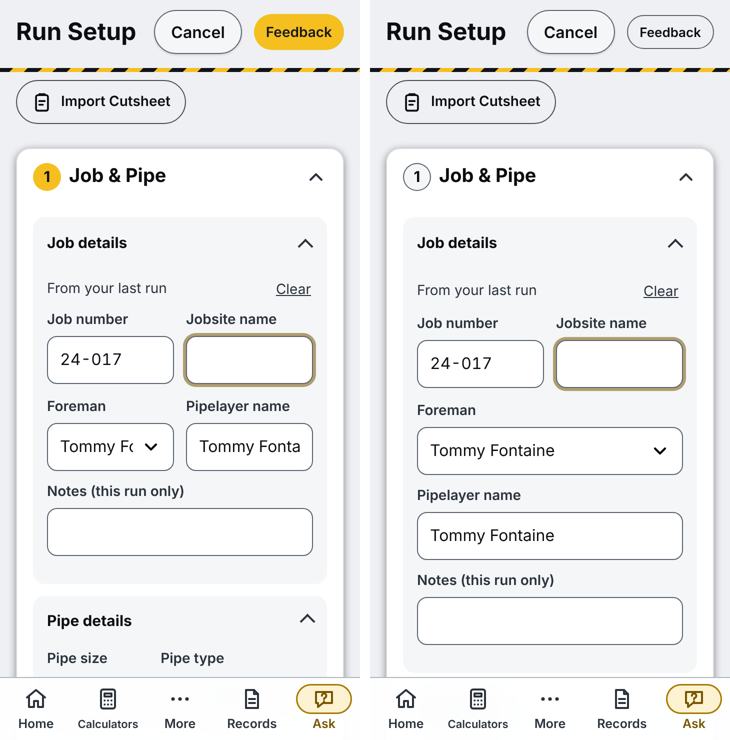 Run Setup Cancel Feedback
Import Cutsheet
1 Job & Pipe
Job details
From your last run Clear
Job number Jobsite name
24-017
Foreman Pipelayer name
Tommy Fo Tommy Fonta
Notes (this run only)
Pipe details
Pipe size Pipe type
Home Calculators More Records Ask
Run Setup Cancel Feedback
Import Cutsheet
1 Job & Pipe
Job details
From your last run Clear
Job number Jobsite name
24-017
Foreman
Tommy Fontaine
Pipelayer name
Tommy Fontaine
Notes (this run only)
Home Calculators More Records Ask